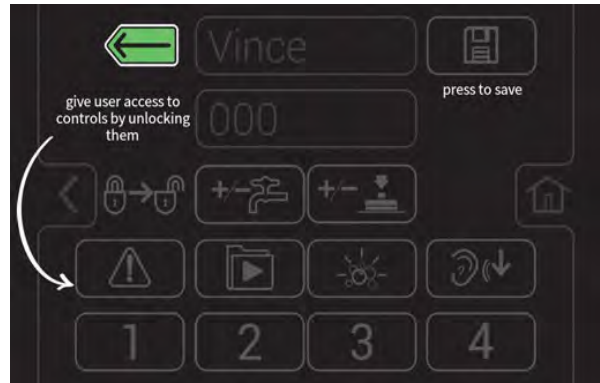 Vince
press to save
give user access to
controls by unlocking
them
000
+/- +/-
1 2 3 4